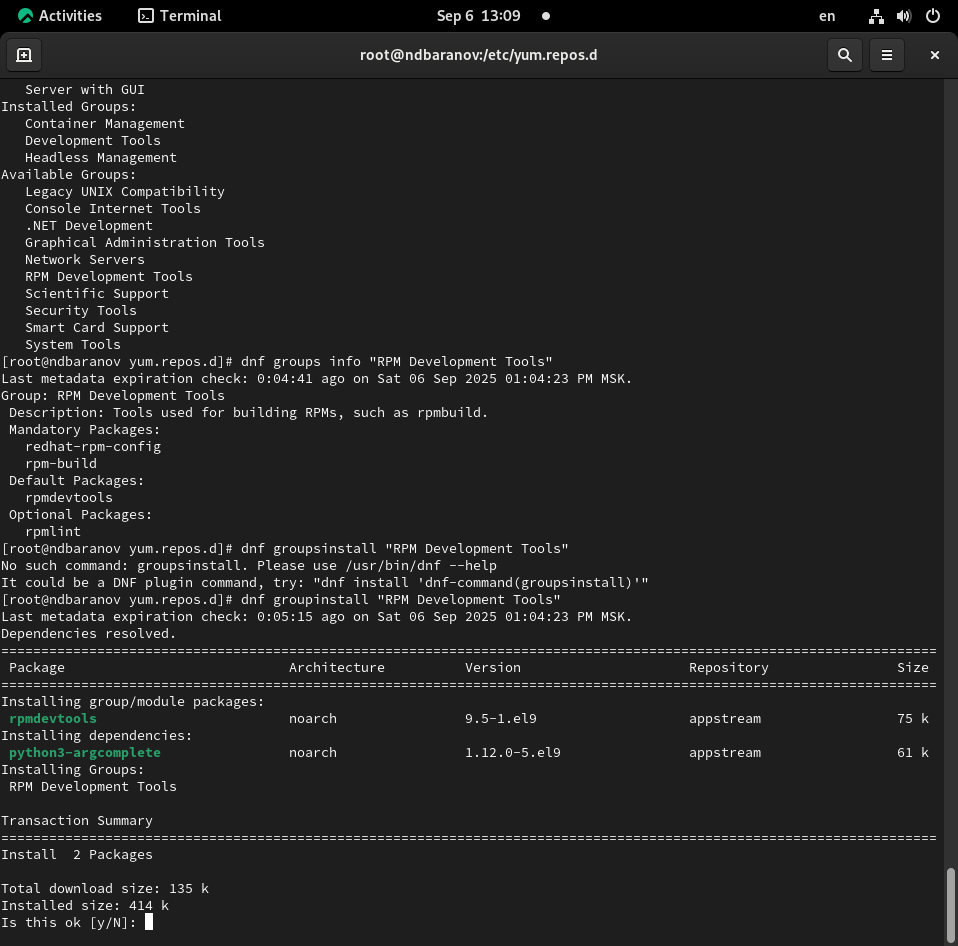 Activities Terminal Sep 6 13:09 en
root@ndbaranov:/etc/yum.repos.d
   Server with GUI
Installed Groups:
   Container Management
   Development Tools
   Headless Management
Available Groups:
   Legacy UNIX Compatibility
   Console Internet Tools
   .NET Development
   Graphical Administration Tools
   Network Servers
   RPM Development Tools
   Scientific Support
   Security Tools
   Smart Card Support
   System Tools
[root@ndbaranov yum.repos.d]# dnf groups info "RPM Development Tools"
Last metadata expiration check: 0:04:41 ago on Sat 06 Sep 2025 01:04:23 PM MSK.
Group: RPM Development Tools
 Description: Tools used for building RPMs, such as rpmbuild.
 Mandatory Packages:
   redhat-rpm-config
   rpm-build
 Default Packages:
   rpmdevtools
 Optional Packages:
   rpmlint
[root@ndbaranov yum.repos.d]# dnf groupsinstall "RPM Development Tools"
No such command: groupsinstall. Please use /usr/bin/dnf --help
It could be a DNF plugin command, try: "dnf install 'dnf-command(groupsinstall)'"
[root@ndbaranov yum.repos.d]# dnf groupinstall "RPM Development Tools"
Last metadata expiration check: 0:05:15 ago on Sat 06 Sep 2025 01:04:23 PM MSK.
Dependencies resolved.
=====================================================================================================================
 Package                            Architecture          Version                     Repository                Size
=====================================================================================================================
Installing group/module packages:
 rpmdevtools                        noarch                9.5-1.el9                   appstream                 75 k
Installing dependencies:
 python3-argcomplete                noarch                1.12.0-5.el9                appstream                 61 k
Installing Groups:
 RPM Development Tools

Transaction Summary
=====================================================================================================================
Install  2 Packages

Total download size: 135 k
Installed size: 414 k
Is this ok [y/N]: